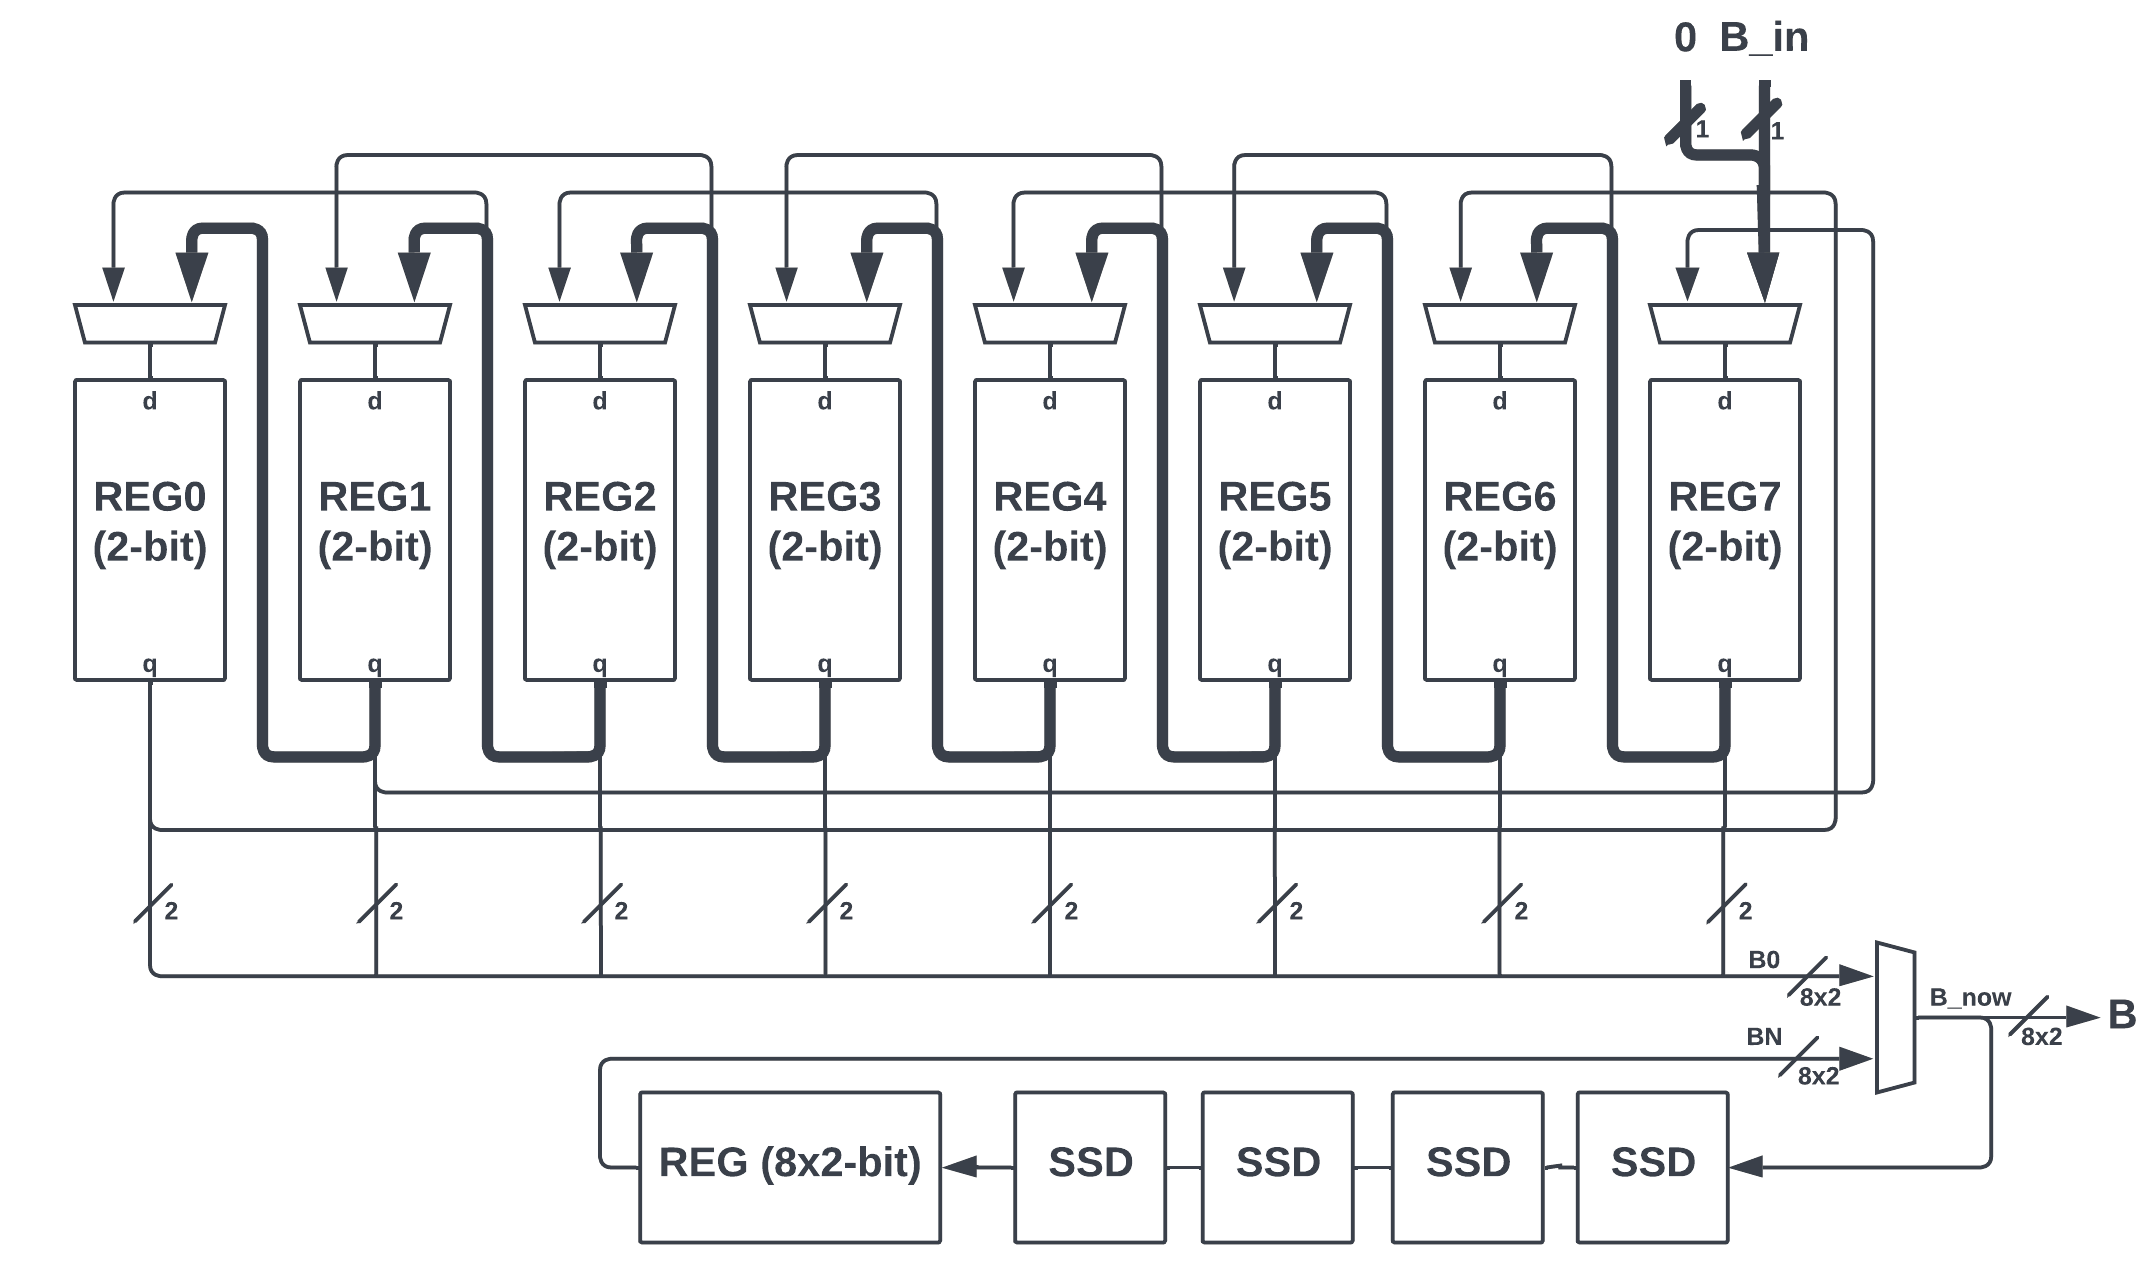 0 B_in
1 1
d d d d d d d d
REG0 REG1 REG2 REG3 REG4 REG5 REG6 REG7
(2-bit) (2-bit) (2-bit) (2-bit) (2-bit) (2-bit) (2-bit) (2-bit)
q q q q q q q q
2 2 2 2 2 2 2 2
B0
8x2
B_now
B
BN
8x2
8x2
REG (8x2-bit) SSD SSD SSD SSD